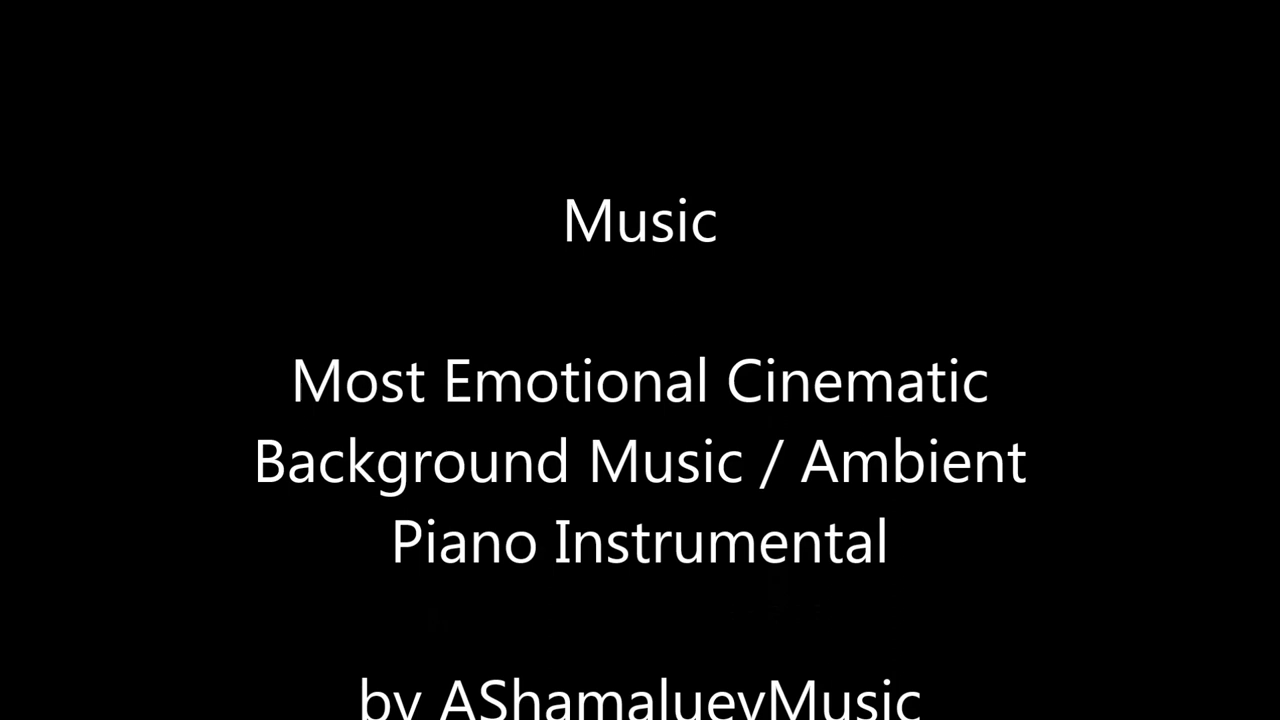 Music
Most Emotional Cinematic
Background Music / Ambient
Piano Instrumental
by AShamaluevMusic